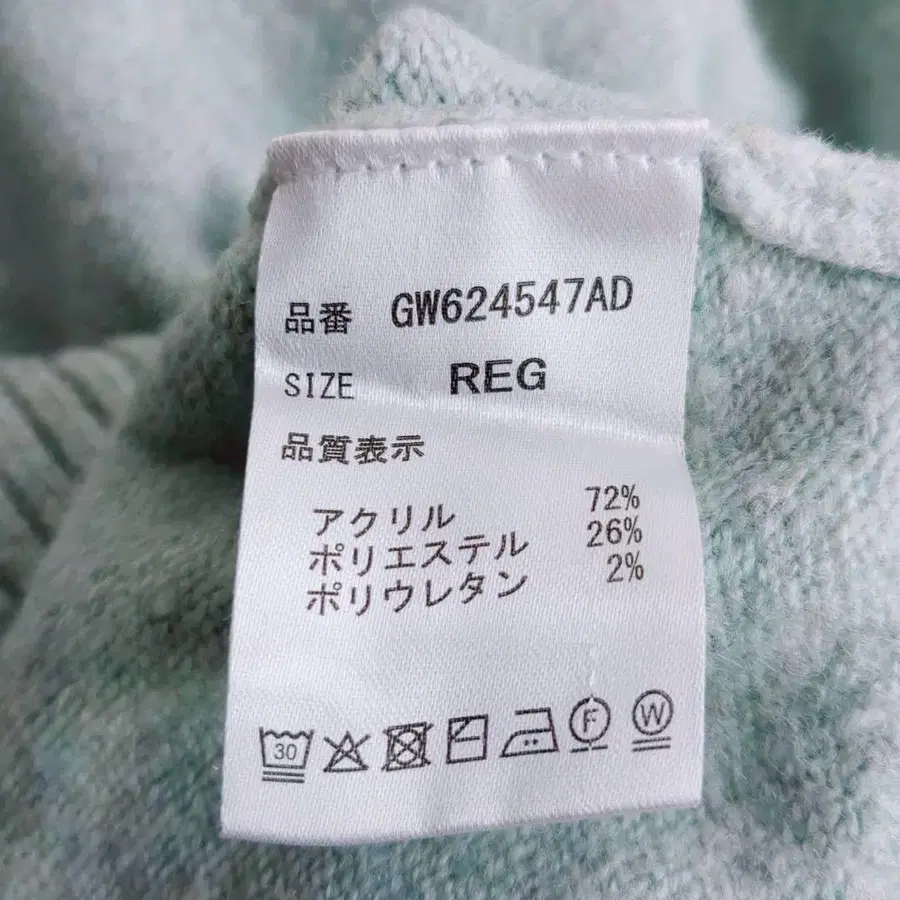 品番 GW624547AD
SIZE REG
品質表示
アクリル 72%
ポリエステル 26%
ポリウレタン 2%
30 F W